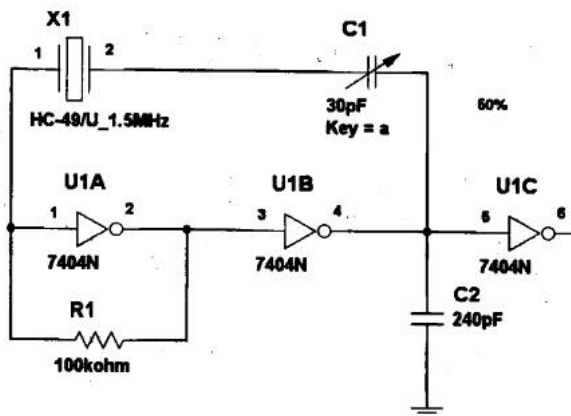 X1
C1
1
2
30pF
Key = a
50%
HC-49/U_1.5MHz
U1A
U1B
U1C
1
2
3
4
5
6
7404N
7404N
7404N
R1
100kohm
C2
240pF